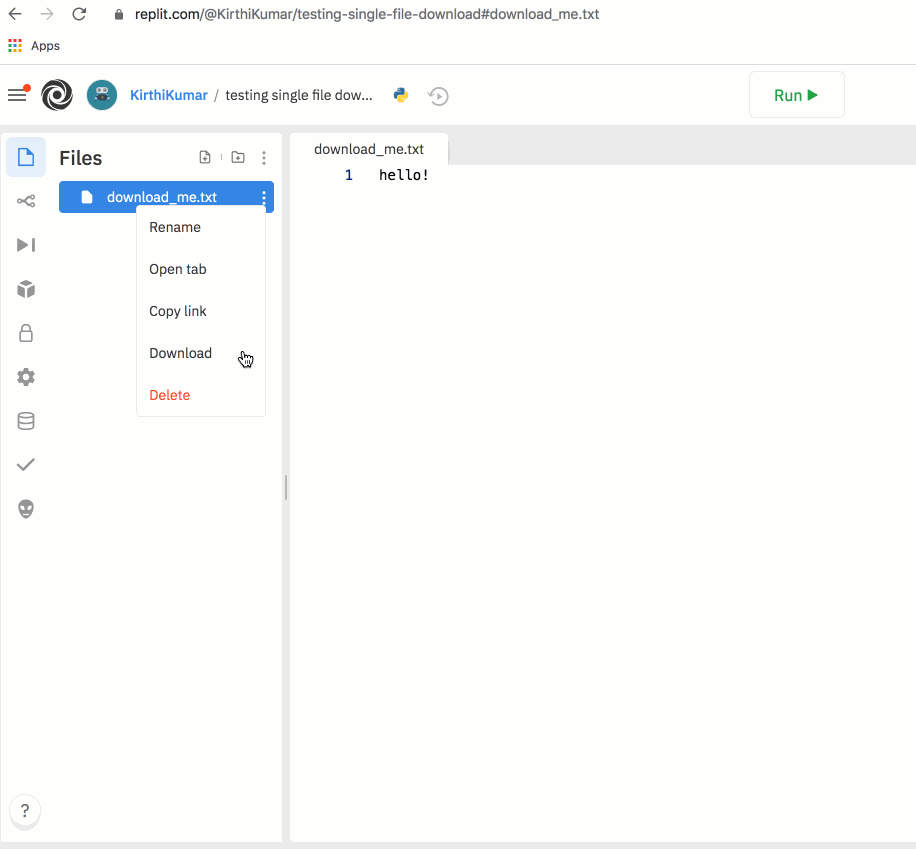 replit.com/@KirthiKumar/testing-single-file-download#download_me.txt
Apps
KirthiKumar / testing single file dow... Run
Files
download_me.txt
download_me.txt
1 hello!
Rename
Open tab
Copy link
Download
Delete
?